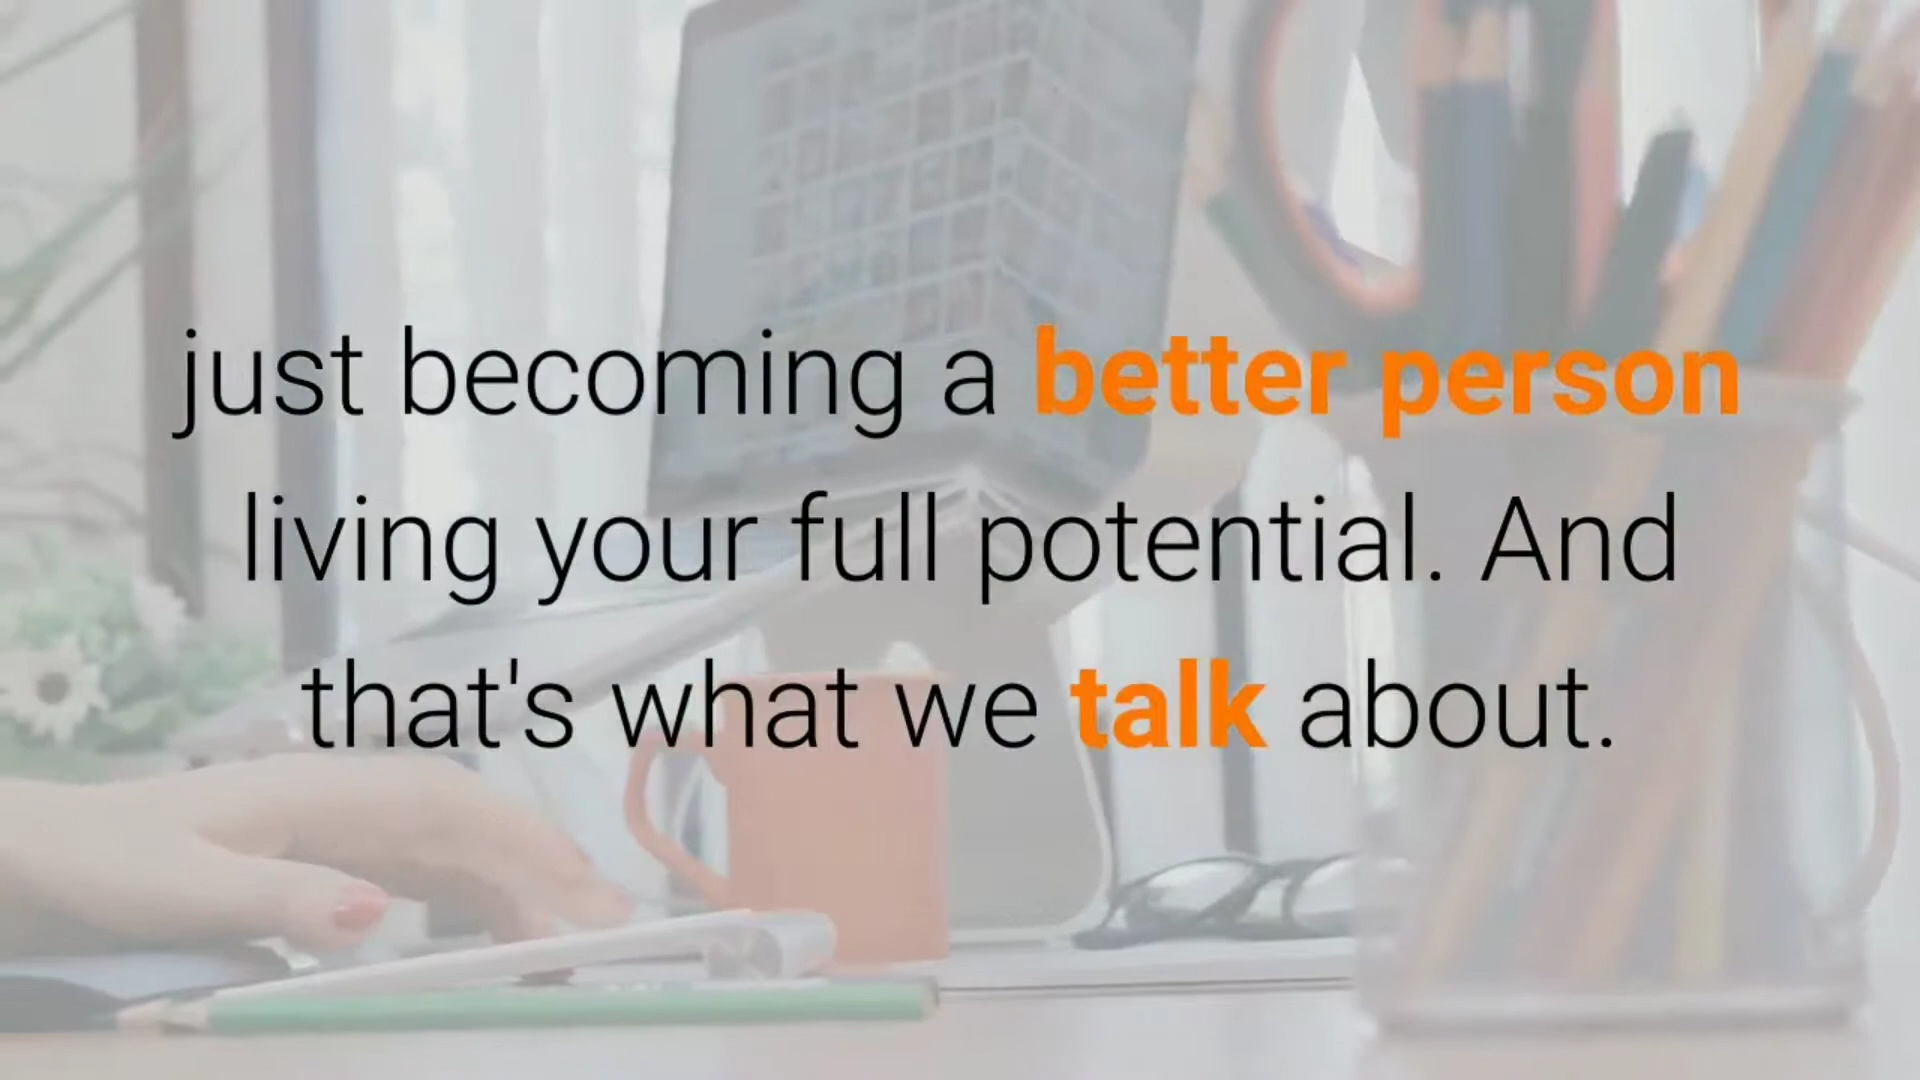 just becoming a better person
living your full potential. And
that's what we talk about.